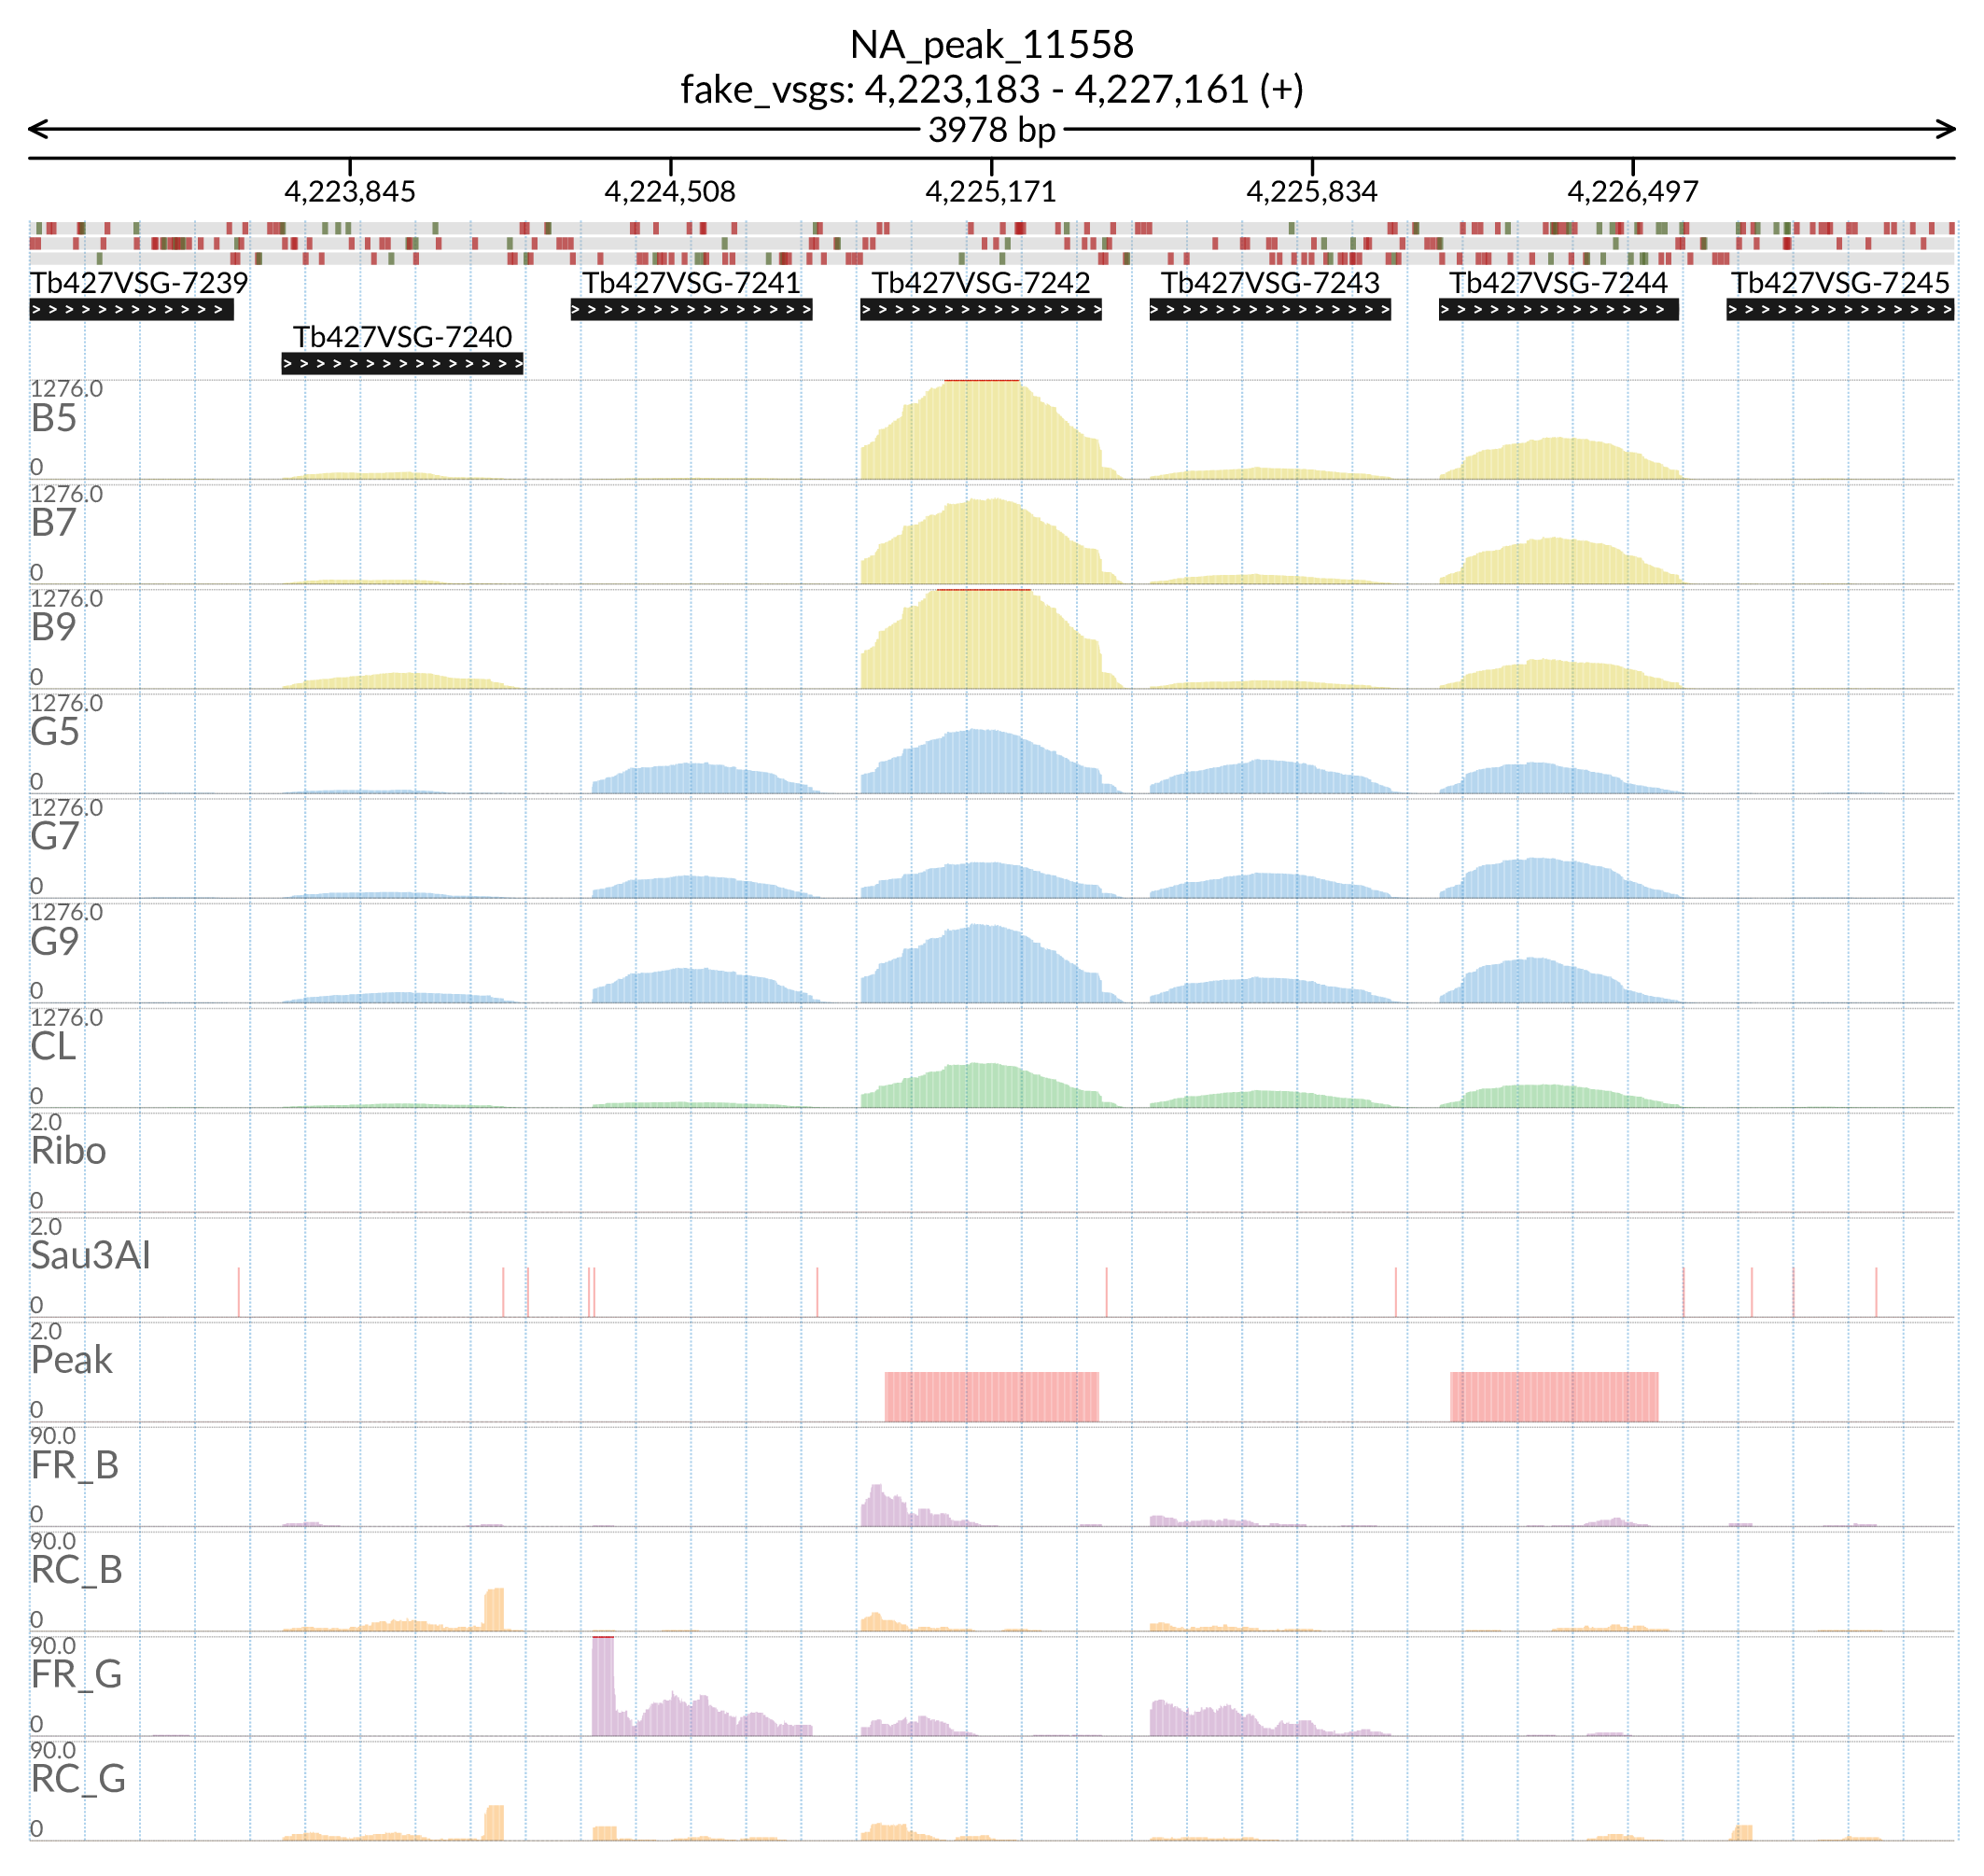 NA_peak_11558
fake_vsgs: 4,223,183 - 4,227,161 (+)
3978 bp
4,223,845 4,224,508 4,225,171 4,225,834 4,226,497
Tb427VSG-7239 Tb427VSG-7241 Tb427VSG-7242 Tb427VSG-7243 Tb427VSG-7244 Tb427VSG-7245
Tb427VSG-7240
1276.0
B5
0
1276.0
B7
0
1276.0
B9
0
1276.0
G5
0
1276.0
G7
0
1276.0
G9
0
1276.0
CL
0
2.0
Ribo
0
2.0
Sau3AI
0
2.0
Peak
0
90.0
FR_B
0
90.0
RC_B
0
90.0
FR_G
0
90.0
RC_G
0